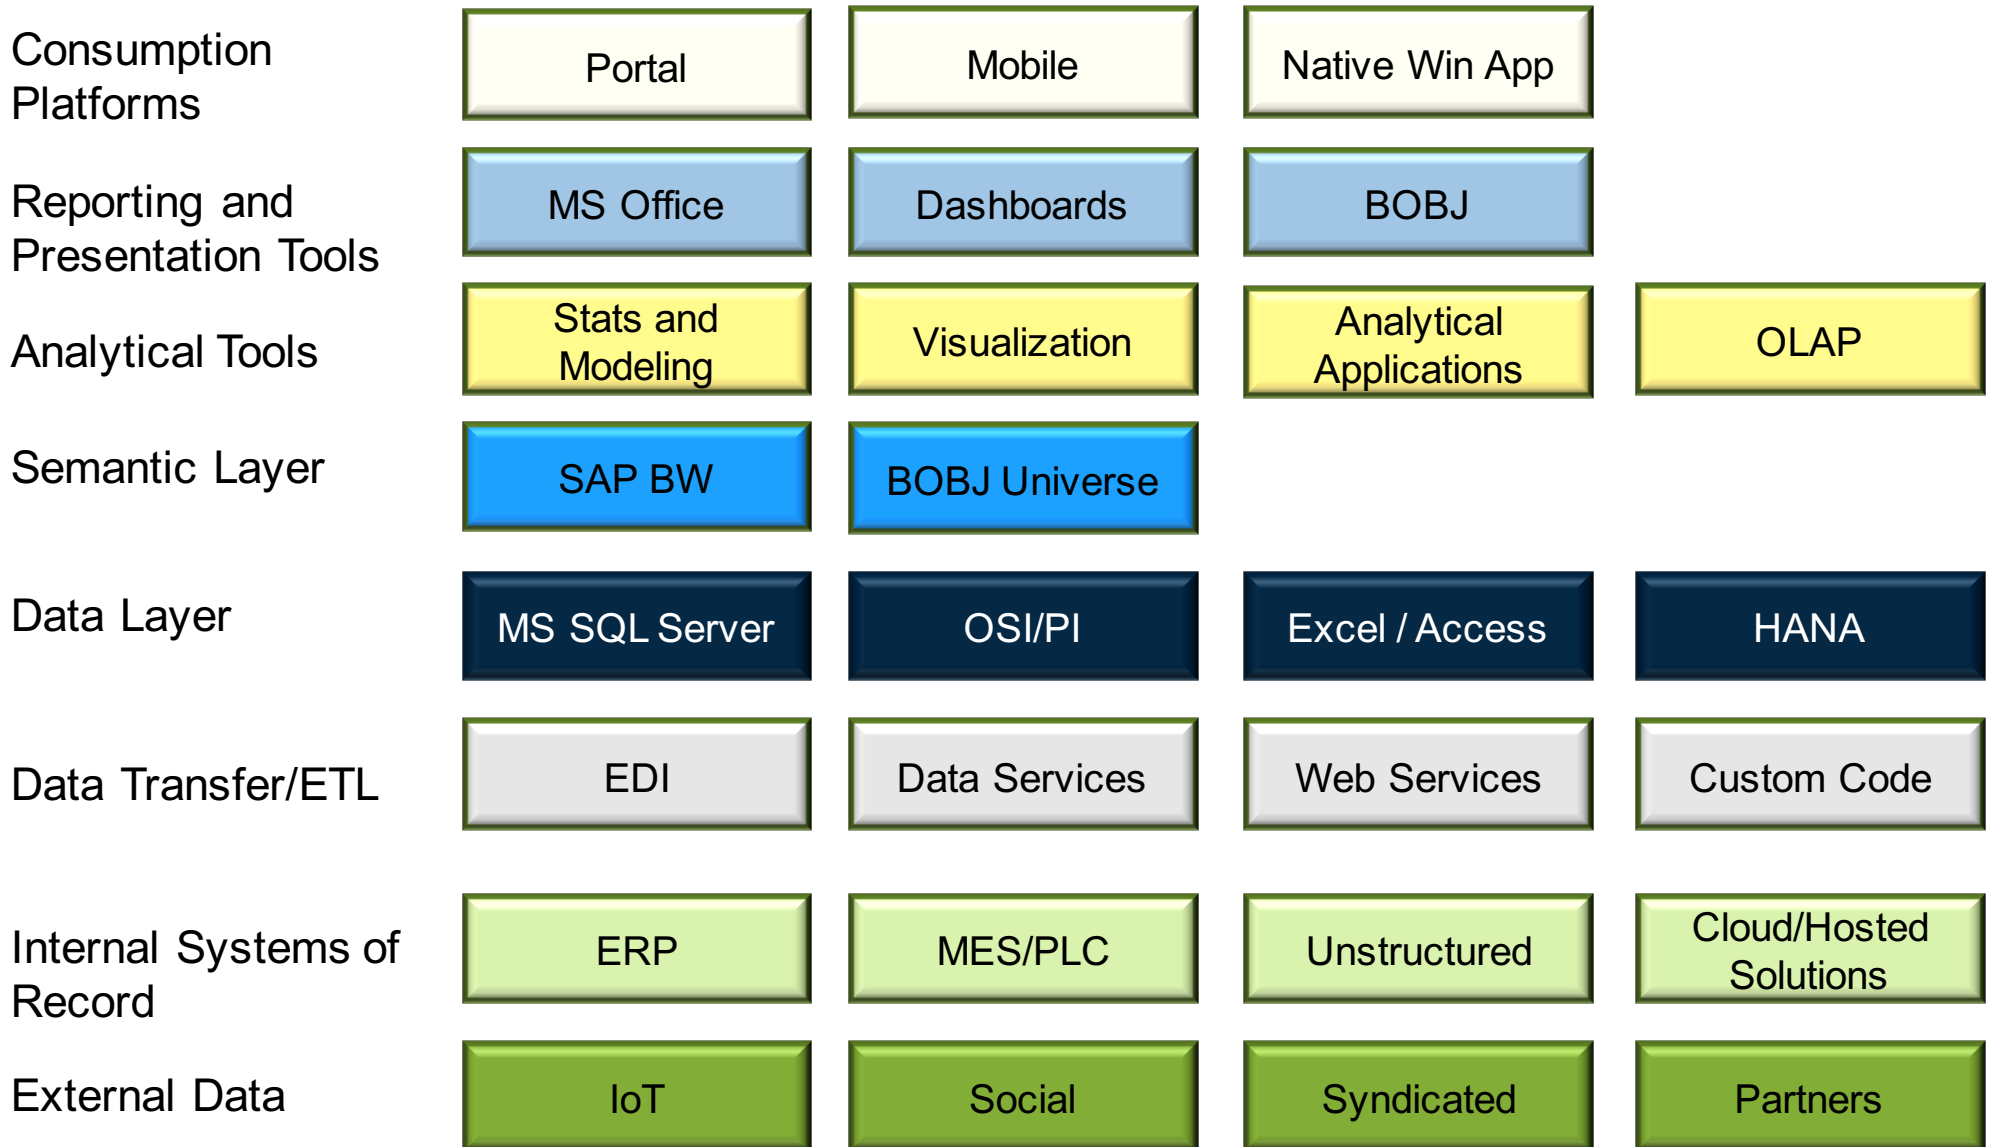 Consumption
Platforms
Portal
Mobile
Native Win App
Reporting and
Presentation Tools
MS Office
Dashboards
BOBJ
Analytical Tools
Stats and
Modeling
Visualization
Analytical
Applications
OLAP
Semantic Layer
SAP BW
BOBJ Universe
Data Layer
MS SQL Server
OSI/PI
Excel / Access
HANA
Data Transfer/ETL
EDI
Data Services
Web Services
Custom Code
Internal Systems of
Record
ERP
MES/PLC
Unstructured
Cloud/Hosted
Solutions
External Data
IoT
Social
Syndicated
Partners